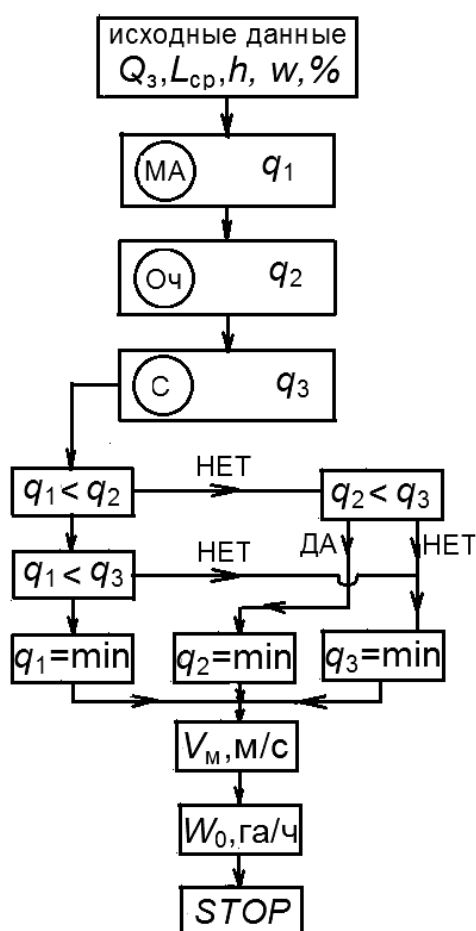 исходные данные
Qз, Lср, h, w,%
МА q1
Оч q2
С q3
НЕТ
q1 < q2
q2 < q3
НЕТ
ДА
НЕТ
q1 < q3
q1=min
q2=min
q3=min
Vм, м/с
W0, га/ч
STOP